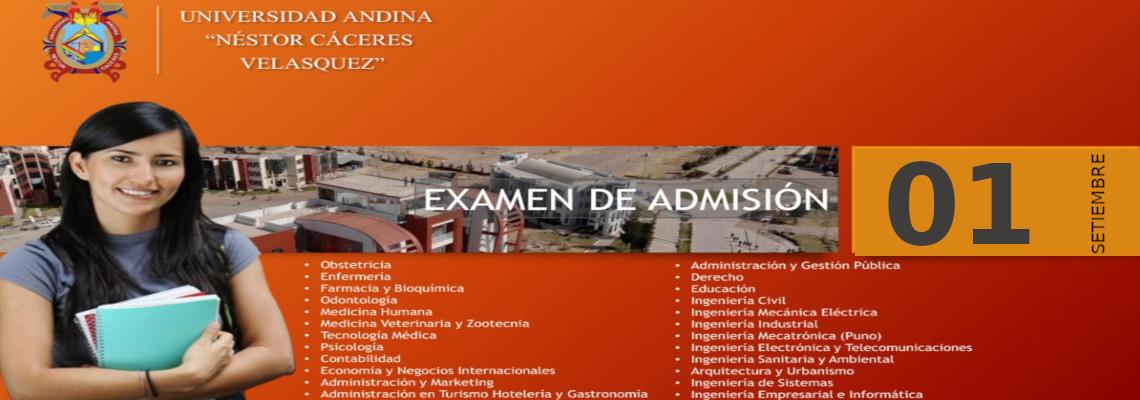 UNIVERSIDAD ANDINA
“NÉSTOR CÁCERES
VELASQUEZ”
EXAMEN DE ADMISIÓN
01
SETIEMBRE
• Obstetricia
• Enfermería
• Farmacia y Bioquímica
• Odontología
• Medicina Humana
• Medicina Veterinaria y Zootecnia
• Tecnología Médica
• Psicología
• Contabilidad
• Economía y Negocios Internacionales
• Administración y Marketing
• Administración en Turismo Hotelería y Gastronomía
• Administración y Gestión Pública
• Derecho
• Educación
• Ingeniería Civil
• Ingeniería Mecánica Eléctrica
• Ingeniería Industrial
• Ingeniería Mecatrónica (Puno)
• Ingeniería Electrónica y Telecomunicaciones
• Ingeniería Sanitaria y Ambiental
• Arquitectura y Urbanismo
• Ingeniería de Sistemas
• Ingeniería Empresarial e Informática